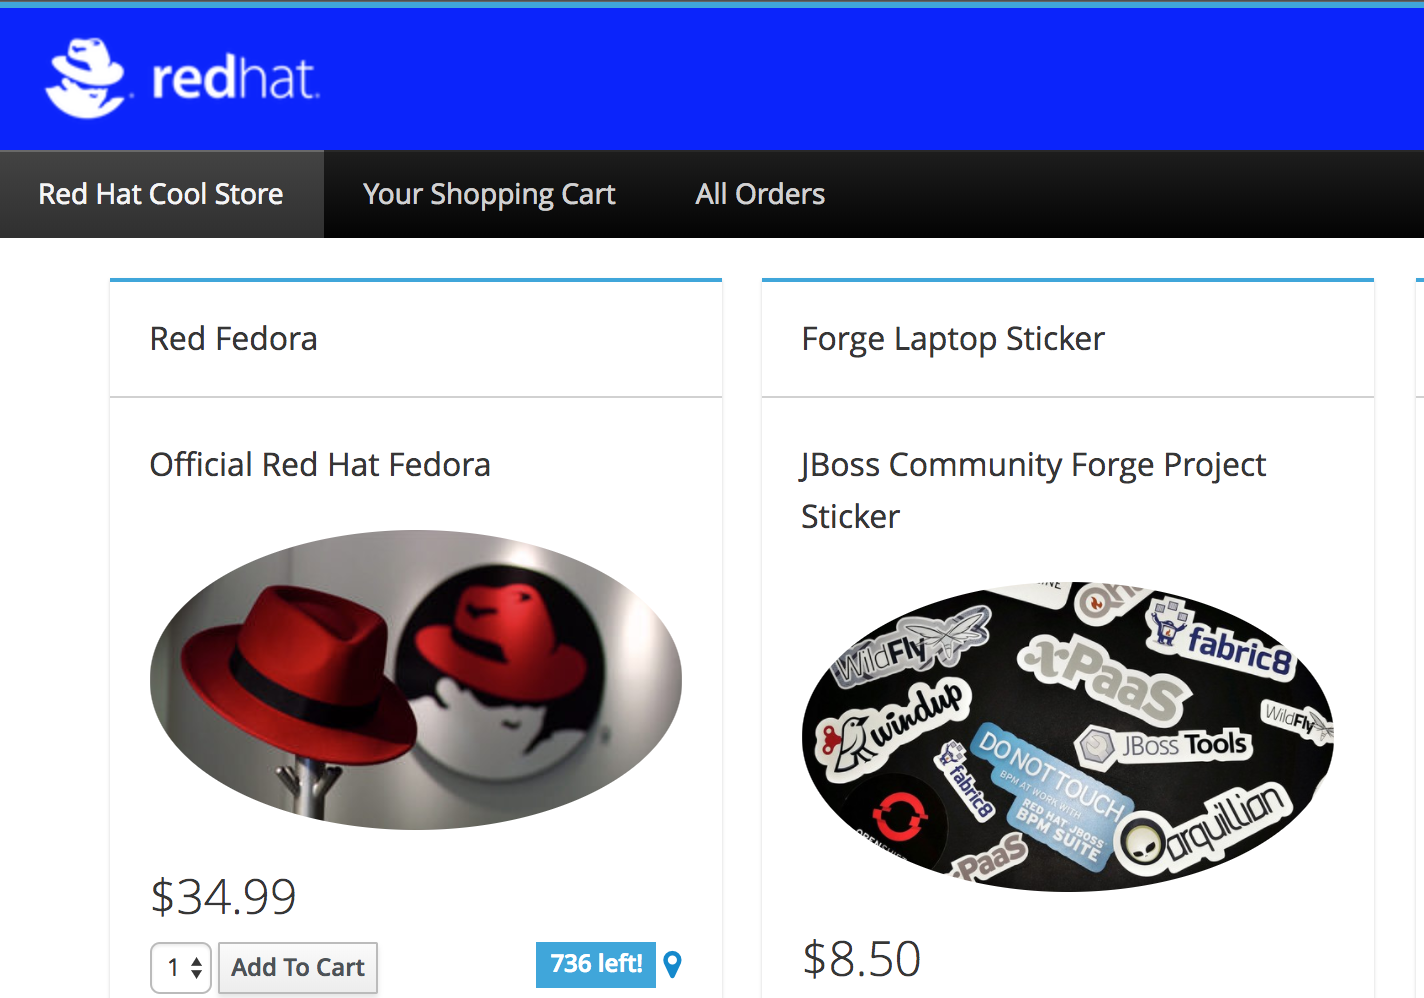 redhat.
Red Hat Cool Store
Your Shopping Cart
All Orders
Red Fedora
Official Red Hat Fedora
$34.99
1
Add To Cart
736 left!
Forge Laptop Sticker
JBoss Community Forge Project
Sticker
WildFly
fabric8
xPaaS
windup
WildFly
JBoss Tools
fabric8
DO NOT TOUCH
BPM AT WORK WITH
RED HAT JBOSS
BPM SUITE
arquillian
xPaaS
$8.50